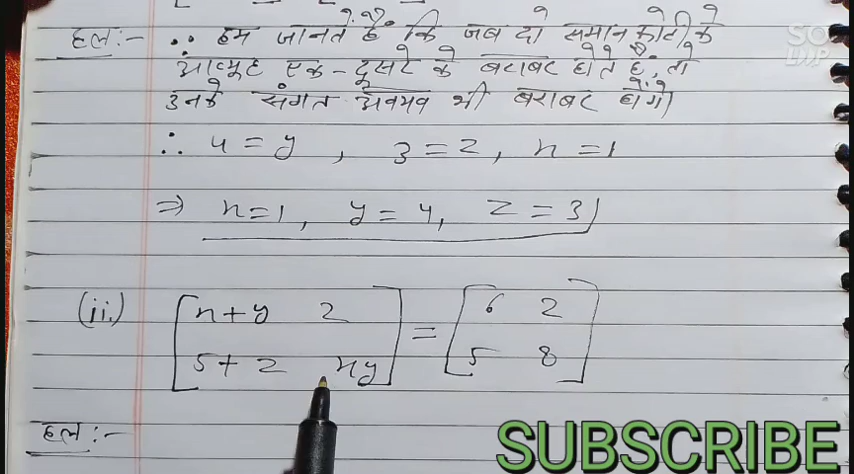 हल:- ∵ हम जानते हैं कि जब दो समान कोटी के
आव्यूह एक-दूसरे के बराबर होते हैं, तो
उनके संगत अवयव भी बराबर होंगे।
∴ 4 = y , 3 = z, x = 1
⇒ x = 1 , y = 4, z = 3
(ii.) [x+y 2] = [6 2]
[5+z xy] [5 8]
हल:-
SUBSCRIBE